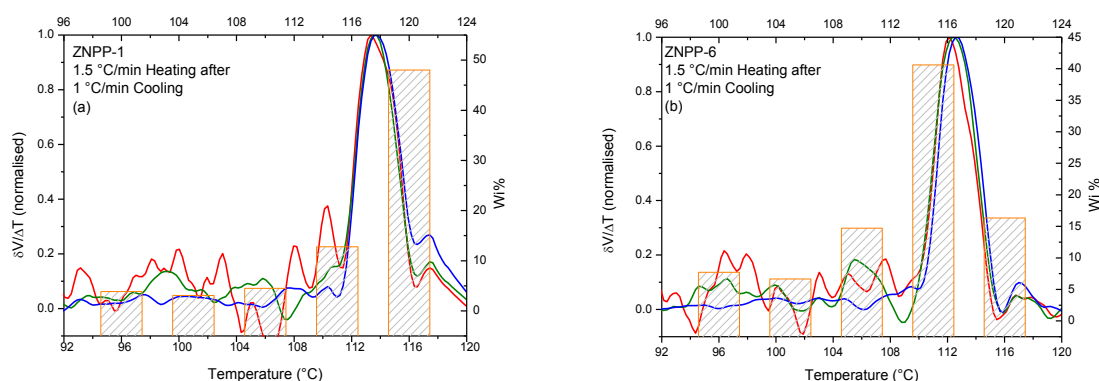 96 100 104 108 112 116 120 124
92 96 100 104 108 112 116 120
0.0
0.2
0.4
0.6
0.8
1.0
0
10
20
30
40
50
ZNPP-1
1.5 °C/min Heating after
1 °C/min Cooling
(a)
δV/ΔT (normalised)
Wi%
Temperature (°C)
96 100 104 108 112 116 120 124
92 96 100 104 108 112 116 120
0.0
0.2
0.4
0.6
0.8
1.0
0
5
10
15
20
25
30
35
40
45
ZNPP-6
1.5 °C/min Heating after
1 °C/min Cooling
(b)
δV/ΔT (normalised)
Wi%
Temperature (°C)